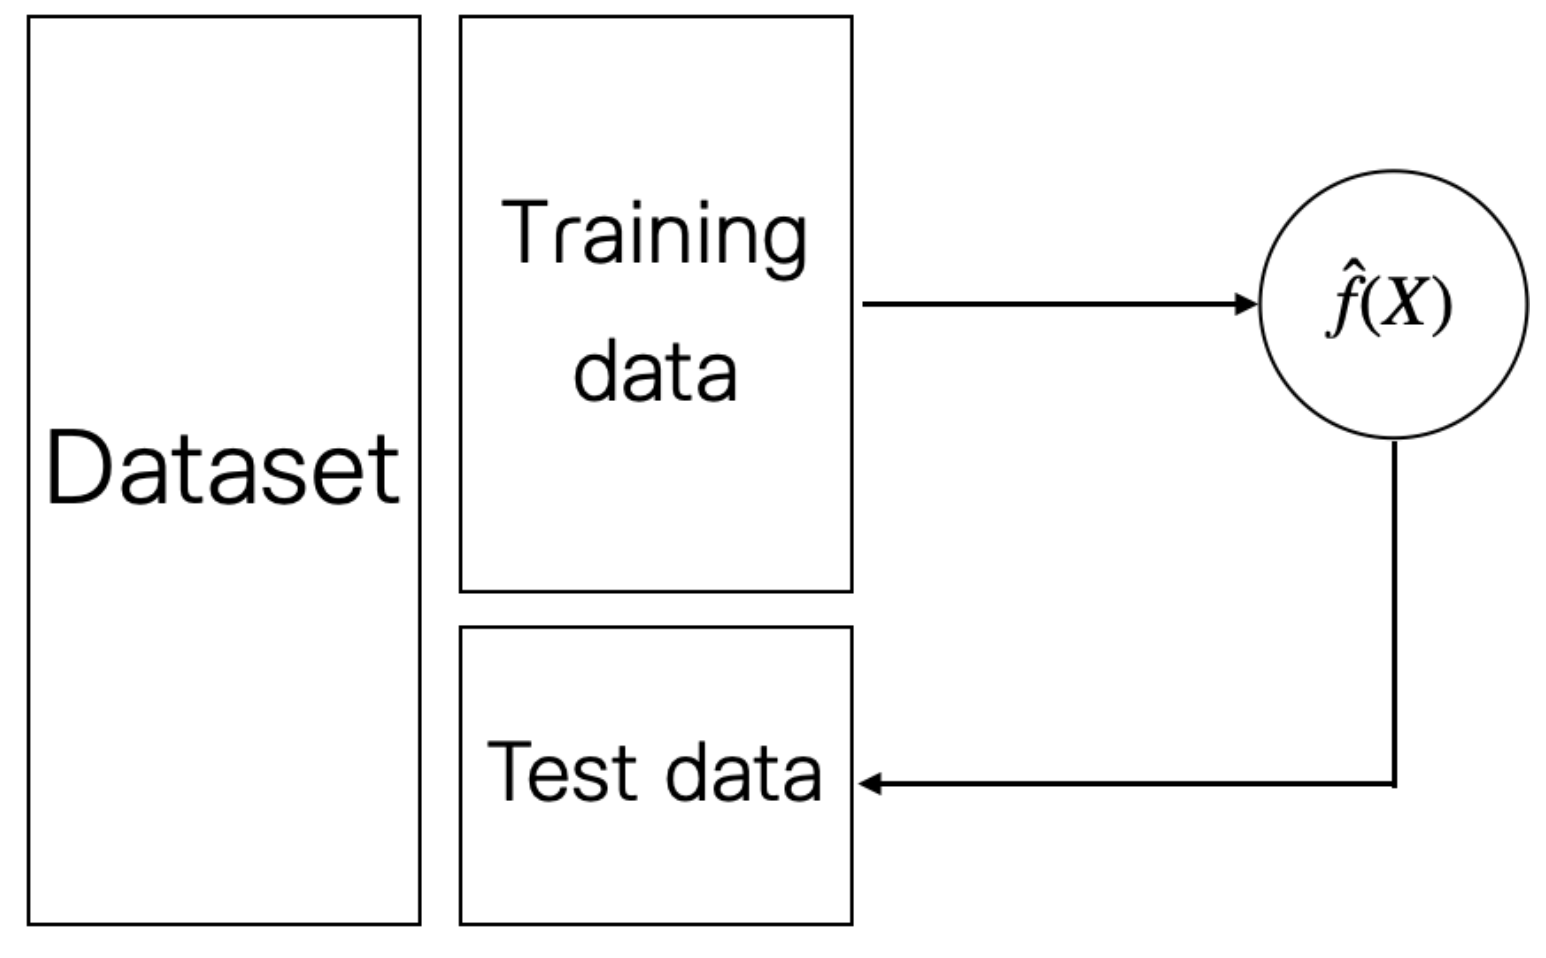 Dataset
Training
data
f̂(X)
Test data